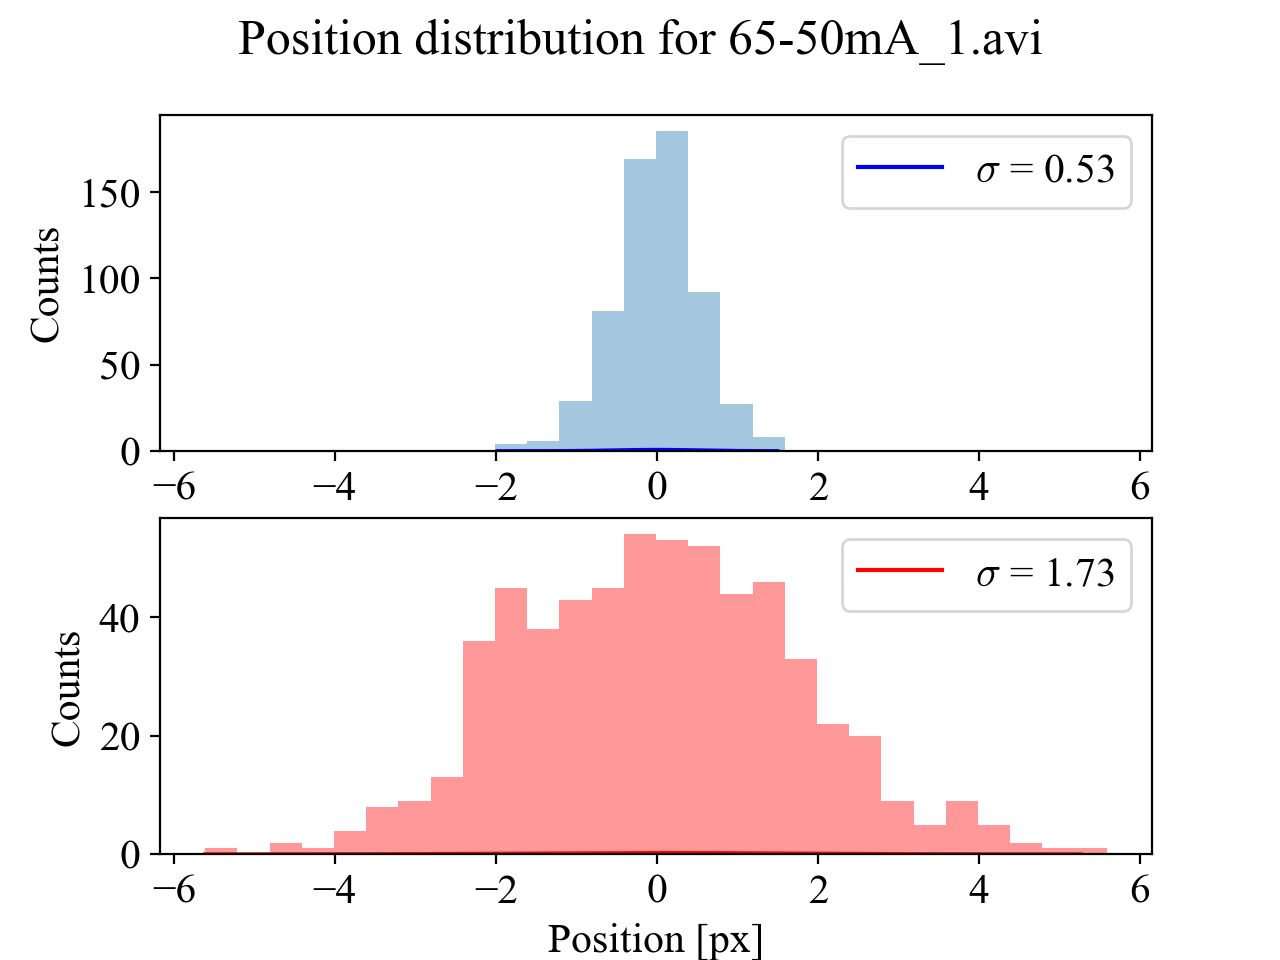 Position distribution for 65-50mA_1.avi
σ = 0.53
Counts
150
100
50
0
−6 −4 −2 0 2 4 6
σ = 1.73
Counts
40
20
0
−6 −4 −2 0 2 4 6
Position [px]